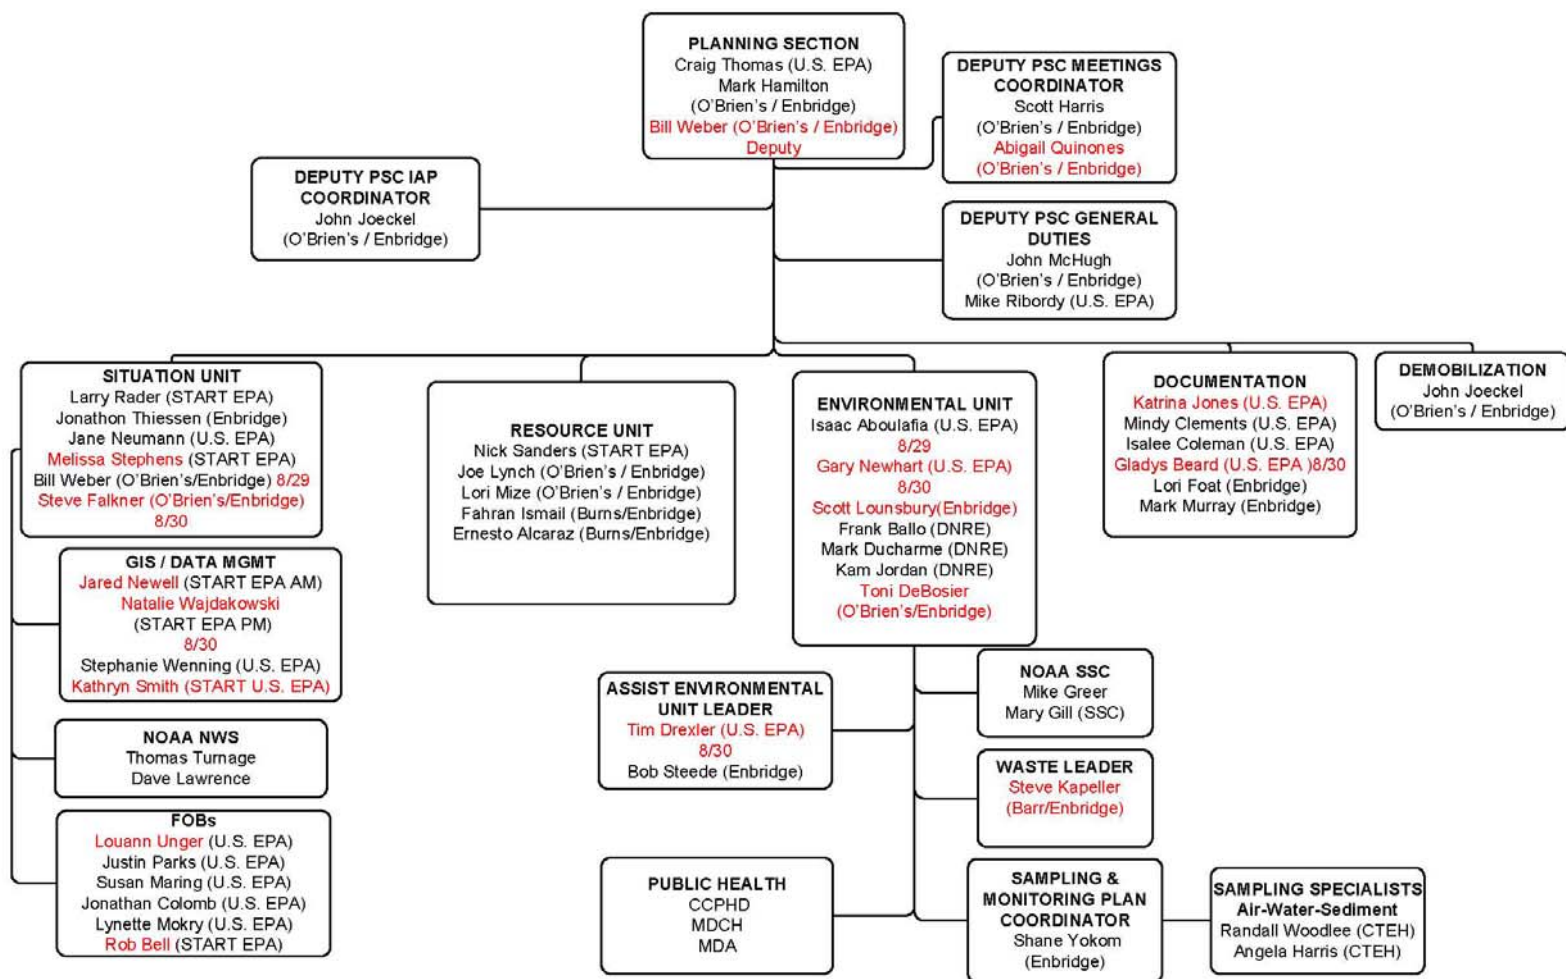 PLANNING SECTION
Craig Thomas (U.S. EPA)
Mark Hamilton
(O'Brien's / Enbridge)
Bill Weber (O'Brien's / Enbridge)
Deputy
DEPUTY PSC MEETINGS
COORDINATOR
Scott Harris
(O'Brien's / Enbridge)
Abigail Quinones
(O'Brien's / Enbridge)
DEPUTY PSC IAP
COORDINATOR
John Joeckel
(O'Brien's / Enbridge)
DEPUTY PSC GENERAL
DUTIES
John McHugh
(O'Brien's / Enbridge)
Mike Ribordy (U.S. EPA)
SITUATION UNIT
Larry Rader (START EPA)
Jonathon Thiessen (Enbridge)
Jane Neumann (U.S. EPA)
Melissa Stephens (START EPA)
Bill Weber (O'Brien's/Enbridge) 8/29
Steve Falkner (O'Brien's/Enbridge)
8/30
RESOURCE UNIT
Nick Sanders (START EPA)
Joe Lynch (O'Brien's / Enbridge)
Lori Mize (O'Brien's / Enbridge)
Fahran Ismail (Burns/Enbridge)
Ernesto Alcaraz (Burns/Enbridge)
ENVIRONMENTAL UNIT
Isaac Aboulafia (U.S. EPA)
8/29
Gary Newhart (U.S. EPA)
8/30
Scott Lounsbury(Enbridge)
Frank Ballo (DNRE)
Mark Ducharme (DNRE)
Kam Jordan (DNRE)
Toni DeBosier
(O'Brien's/Enbridge)
DOCUMENTATION
Katrina Jones (U.S. EPA)
Mindy Clements (U.S. EPA)
Isalee Coleman (U.S. EPA)
Gladys Beard (U.S. EPA )8/30
Lori Foat (Enbridge)
Mark Murray (Enbridge)
DEMOBILIZATION
John Joeckel
(O'Brien's / Enbridge)
GIS / DATA MGMT
Jared Newell (START EPA AM)
Natalie Wajdakowski
(START EPA PM)
8/30
Stephanie Wenning (U.S. EPA)
Kathryn Smith (START U.S. EPA)
NOAA NWS
Thomas Turnage
Dave Lawrence
FOBs
Louann Unger (U.S. EPA)
Justin Parks (U.S. EPA)
Susan Maring (U.S. EPA)
Jonathan Colomb (U.S. EPA)
Lynette Mokry (U.S. EPA)
Rob Bell (START EPA)
ASSIST ENVIRONMENTAL
UNIT LEADER
Tim Drexler (U.S. EPA)
8/30
Bob Steede (Enbridge)
NOAA SSC
Mike Greer
Mary Gill (SSC)
WASTE LEADER
Steve Kapeller
(Barr/Enbridge)
PUBLIC HEALTH
CCPHD
MDCH
MDA
SAMPLING &
MONITORING PLAN
COORDINATOR
Shane Yokom
(Enbridge)
SAMPLING SPECIALISTS
Air-Water-Sediment
Randall Woodlee (CTEH)
Angela Harris (CTEH)